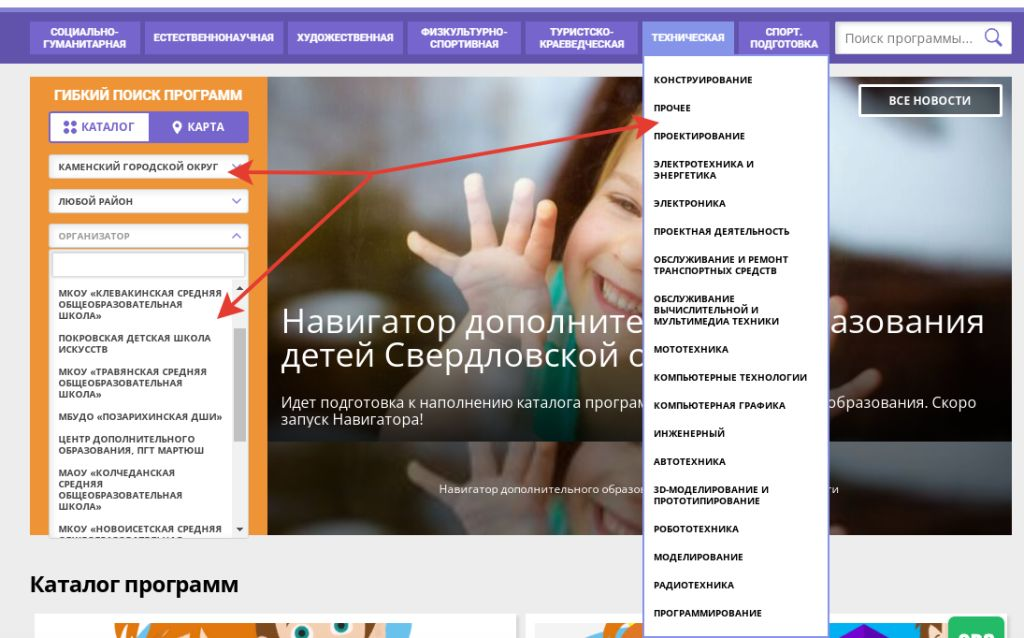 СОЦИАЛЬНО-
ГУМАНИТАРНАЯ
ЕСТЕСТВЕННОНАУЧНАЯ
ХУДОЖЕСТВЕННАЯ
ФИЗКУЛЬТУРНО-
СПОРТИВНАЯ
ТУРИСТСКО-
КРАЕВЕДЧЕСКАЯ
ТЕХНИЧЕСКАЯ
СПОРТ.
ПОДГОТОВКА
Поиск программы...
ГИБКИЙ ПОИСК ПРОГРАММ
КАТАЛОГ
КАРТА
КАМЕНСКИЙ ГОРОДСКОЙ ОКРУГ
ЛЮБОЙ РАЙОН
ОРГАНИЗАТОР
МКОУ «КЛЕВАКИНСКАЯ СРЕДНЯЯ
ОБЩЕОБРАЗОВАТЕЛЬНАЯ
ШКОЛА»
ПОКРОВСКАЯ ДЕТСКАЯ ШКОЛА
ИСКУССТВ
МКОУ «ТРАВЯНСКАЯ СРЕДНЯЯ
ОБЩЕОБРАЗОВАТЕЛЬНАЯ
ШКОЛА»
МБУДО «ПОЗАРИХИНСКАЯ ДШИ»
ЦЕНТР ДОПОЛНИТЕЛЬНОГО
ОБРАЗОВАНИЯ, ПГТ МАРТЮШ
МАОУ «КОЛЧЕДАНСКАЯ
СРЕДНЯЯ
ОБЩЕОБРАЗОВАТЕЛЬНАЯ
ШКОЛА»
МКОУ «НОВОИСЕТСКАЯ СРЕДНЯЯ
КОНСТРУИРОВАНИЕ
ПРОЧЕЕ
ПРОЕКТИРОВАНИЕ
ЭЛЕКТРОТЕХНИКА И
ЭНЕРГЕТИКА
ЭЛЕКТРОНИКА
ПРОЕКТНАЯ ДЕЯТЕЛЬНОСТЬ
ОБСЛУЖИВАНИЕ И РЕМОНТ
ТРАНСПОРТНЫХ СРЕДСТВ
ОБСЛУЖИВАНИЕ
ВЫЧИСЛИТЕЛЬНОЙ И
МУЛЬТИМЕДИА ТЕХНИКИ
МОТОТЕХНИКА
КОМПЬЮТЕРНЫЕ ТЕХНОЛОГИИ
КОМПЬЮТЕРНАЯ ГРАФИКА
ИНЖЕНЕРНЫЙ
АВТОТЕХНИКА
3D-МОДЕЛИРОВАНИЕ И
ПРОТОТИПИРОВАНИЕ
РОБОТОТЕХНИКА
МОДЕЛИРОВАНИЕ
РАДИОТЕХНИКА
ПРОГРАММИРОВАНИЕ
ВСЕ НОВОСТИ
Навигатор дополните азования
детей Свердловской с
Идет подготовка к наполнению каталога програм бразования. Скоро
запуск Навигатора!
Навигатор дополнительного образо ти
Каталог программ